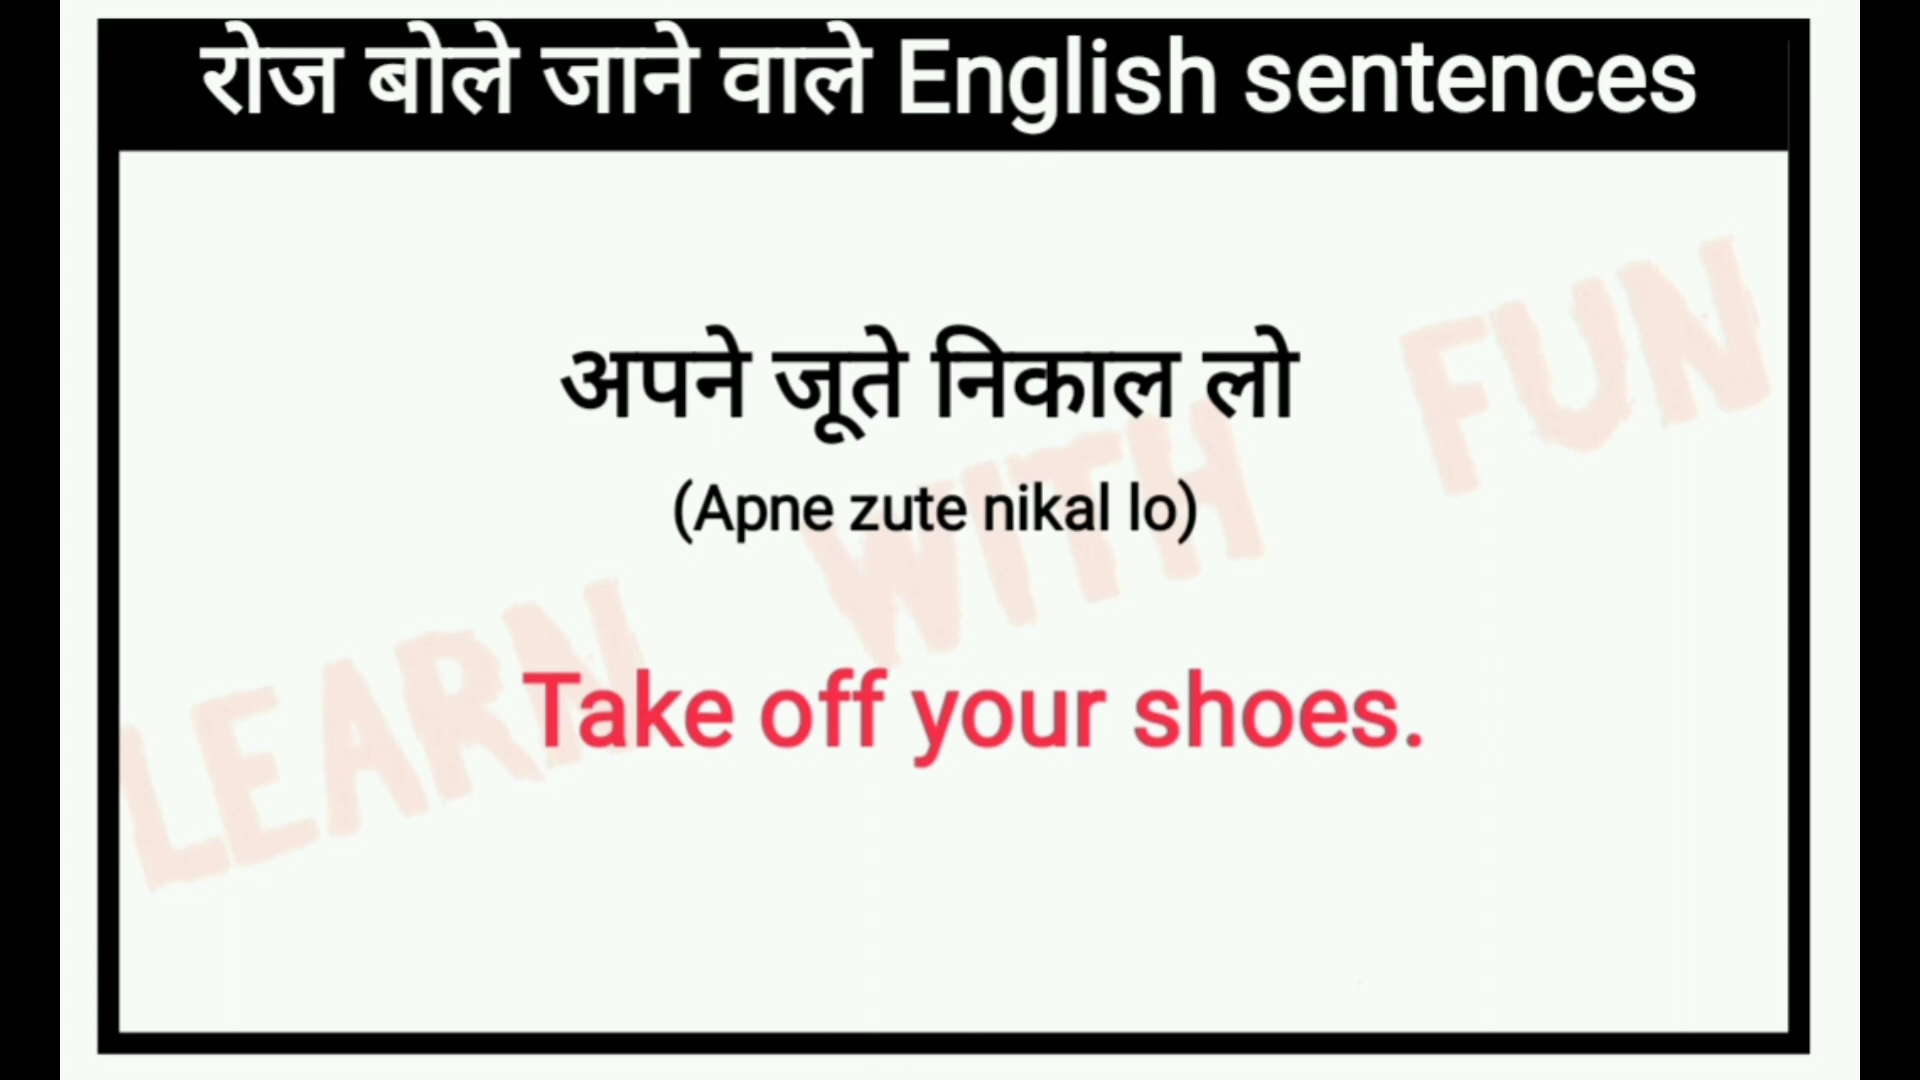 रोज बोले जाने वाले English sentences
अपने जूते निकाल लो
(Apne zute nikal lo)
Take off your shoes.
LEARN WITH FUN